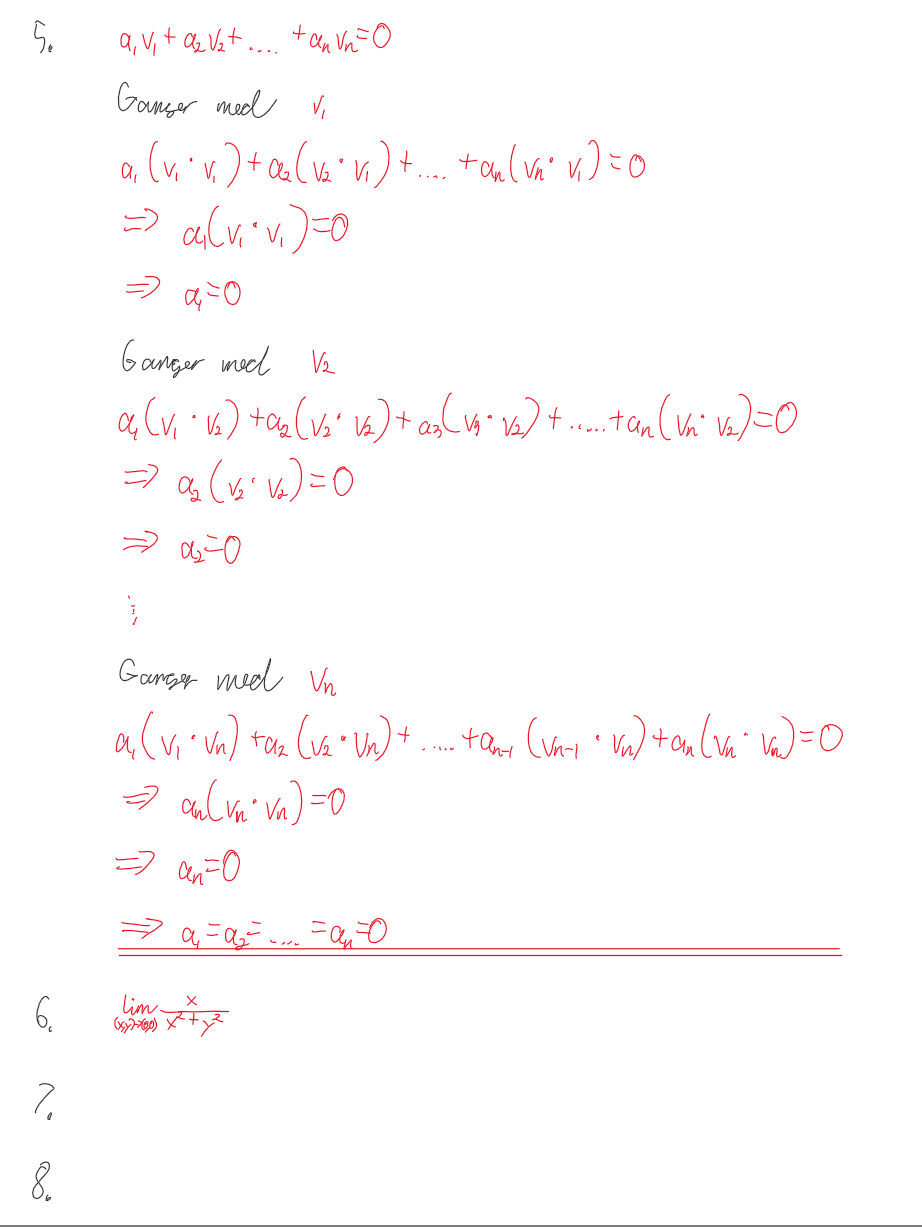 5. a₁v₁ + a₂v₂ + .... + aₙvₙ = 0
Ganger med v₁
a₁(v₁ · v₁) + a₂(v₂ · v₁) + .... + aₙ(vₙ · v₁) = 0
⇒ a₁(v₁ · v₁) = 0
⇒ a₁ = 0
Ganger med v₂
a₁(v₁ · v₂) + a₂(v₂ · v₂) + a₃(v₃ · v₂) + ..... + aₙ(vₙ · v₂) = 0
⇒ a₂(v₂ · v₂) = 0
⇒ a₂ = 0
⋮
Ganger med vₙ
a₁(v₁ · vₙ) + a₂(v₂ · vₙ) + ..... + aₙ₋₁(vₙ₋₁ · vₙ) + aₙ(vₙ · vₙ) = 0
⇒ aₙ(vₙ · vₙ) = 0
⇒ aₙ = 0
⇒ a₁ = a₂ = ..... = aₙ = 0
6. lim (x,y)→(0,0) x/(x² + y²)
7.
8.